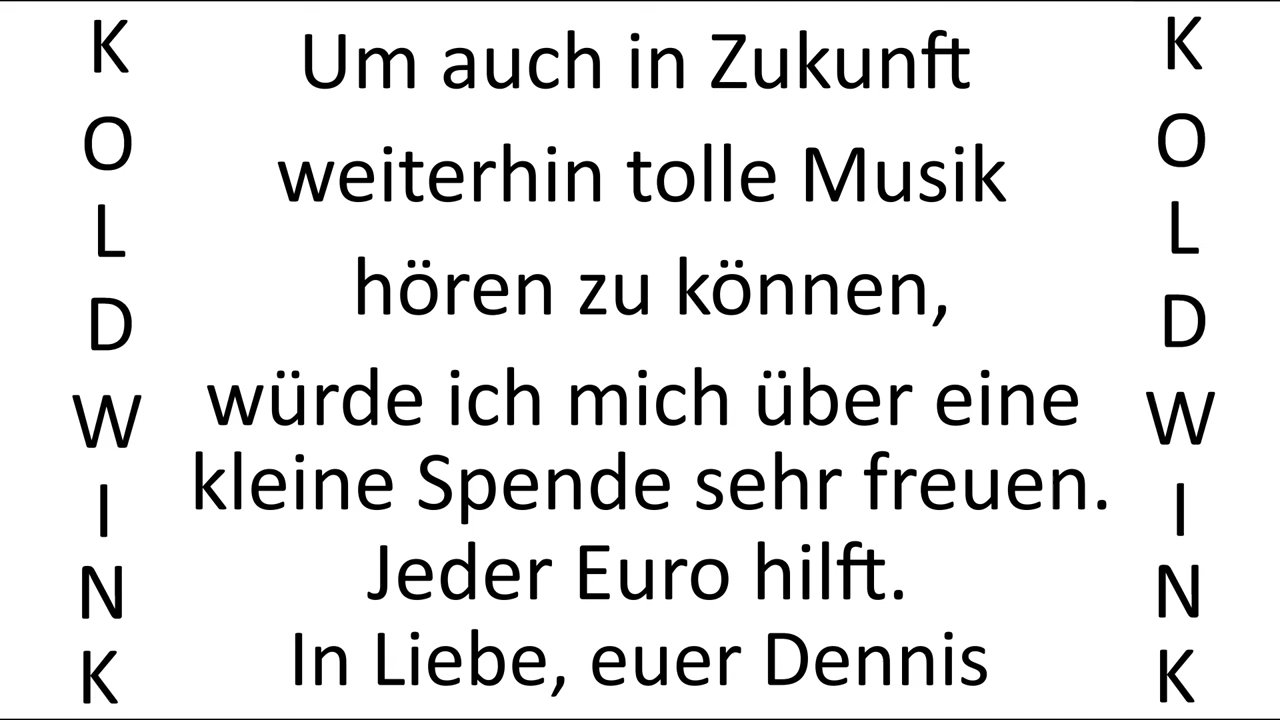 KOLDWINK
Um auch in Zukunft
weiterhin tolle Musik
hören zu können,
würde ich mich über eine
kleine Spende sehr freuen.
Jeder Euro hilft.
In Liebe, euer Dennis
KOLDWINK